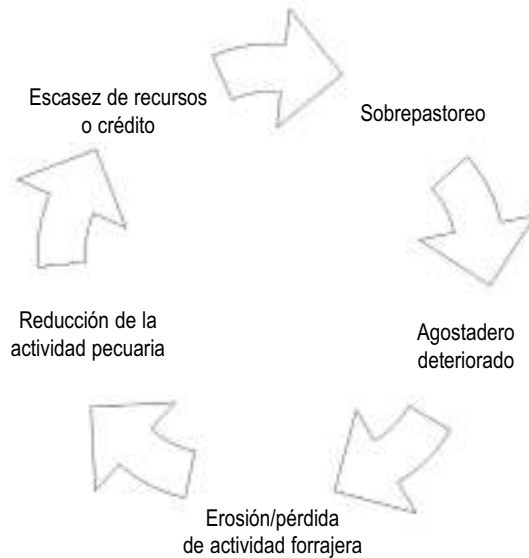 Escasez de recursos
o crédito
Sobrepastoreo
Agostadero
deteriorado
Erosión/pérdida
de actividad forrajera
Reducción de la
actividad pecuaria